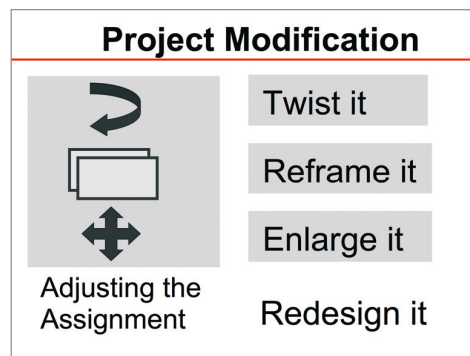 Project Modification
Twist it
Reframe it
Enlarge it
Adjusting the
Assignment
Redesign it